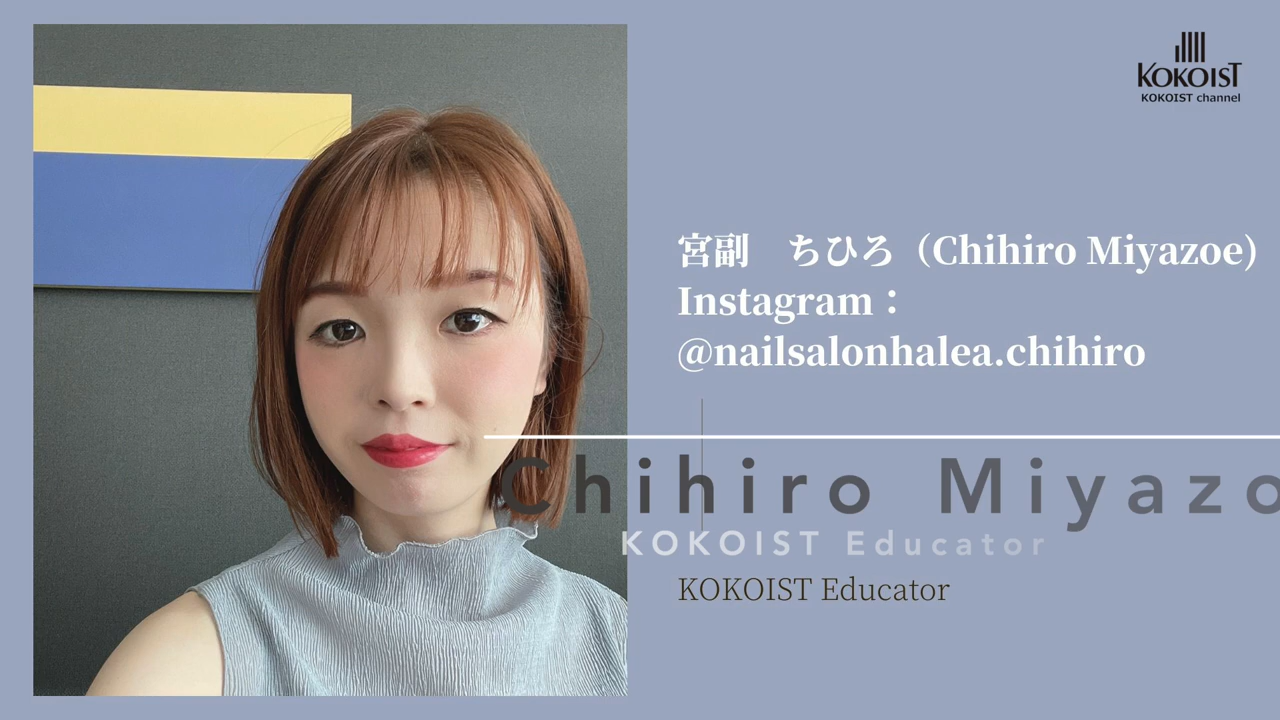 KOKOIST
KOKOIST channel
宮副　ちひろ（Chihiro Miyazoe)
Instagram：
@nailsalonhalea.chihiro
Chihiro Miyazo
KOKOIST Educator
KOKOIST Educator